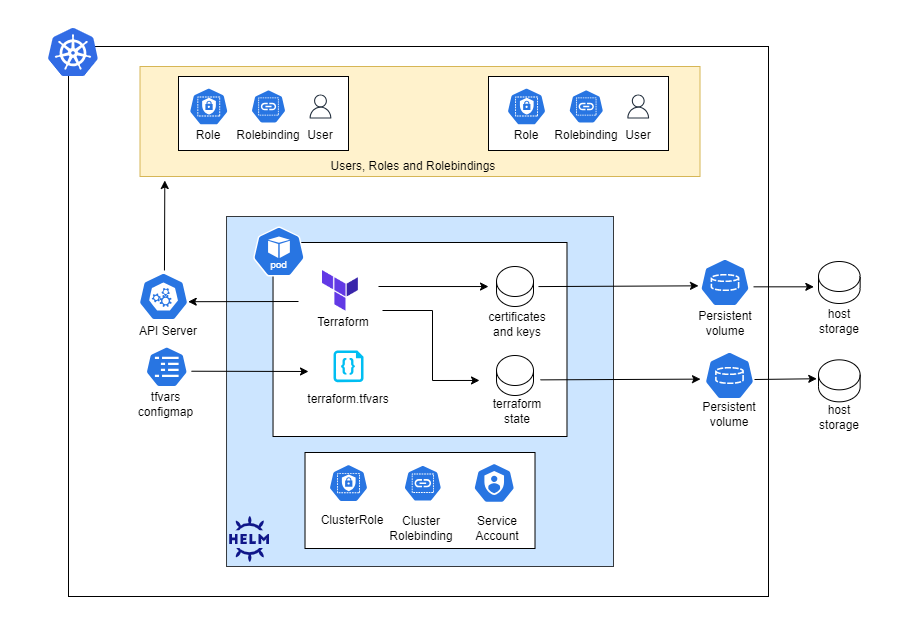 Role
Rolebinding
User
Role
Rolebinding
User
Users, Roles and Rolebindings
pod
Terraform
certificates
and keys
API Server
Persistent
volume
host
storage
tfvars
configmap
terraform.tfvars
terraform
state
Persistent
volume
host
storage
ClusterRole
Cluster
Rolebinding
Service
Account
HELM